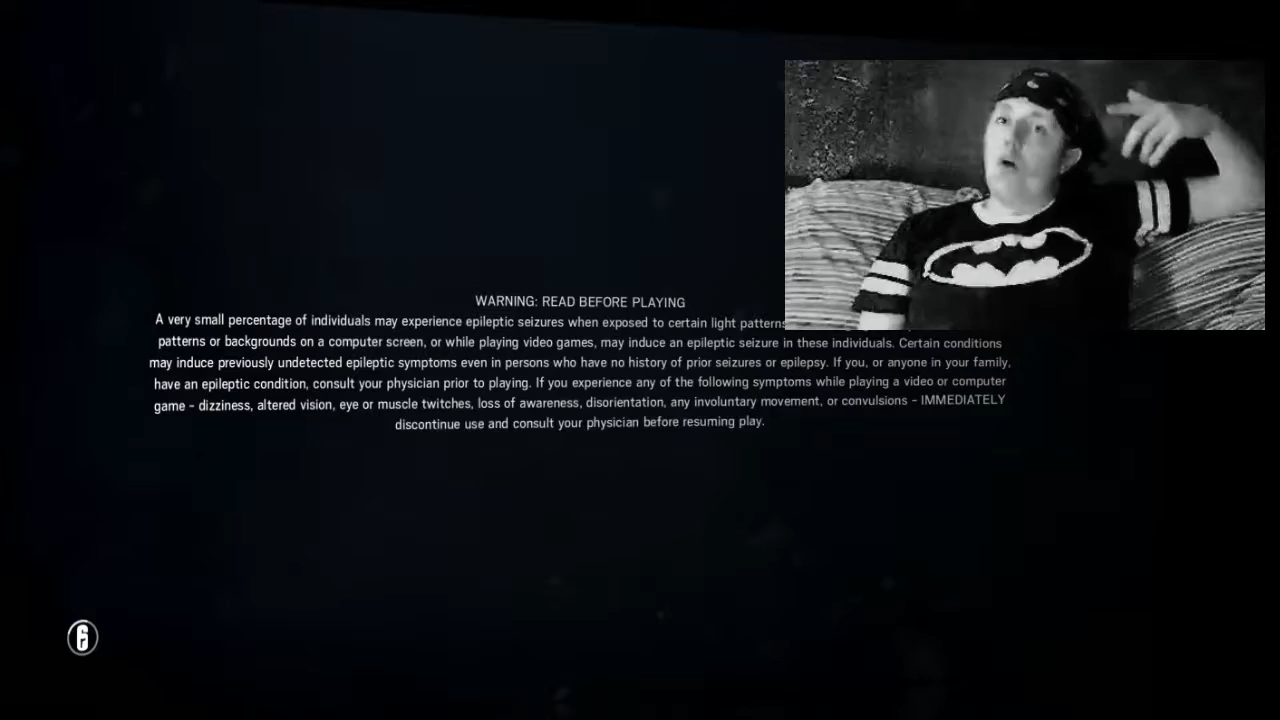 WARNING: READ BEFORE PLAYING
A very small percentage of individuals may experience epileptic seizures when exposed to certain light patterns
patterns or backgrounds on a computer screen, or while playing video games, may induce an epileptic seizure in these individuals. Certain conditions
may induce previously undetected epileptic symptoms even in persons who have no history of prior seizures or epilepsy. If you, or anyone in your family,
have an epileptic condition, consult your physician prior to playing. If you experience any of the following symptoms while playing a video or computer
game - dizziness, altered vision, eye or muscle twitches, loss of awareness, disorientation, any involuntary movement, or convulsions - IMMEDIATELY
discontinue use and consult your physician before resuming play.
6